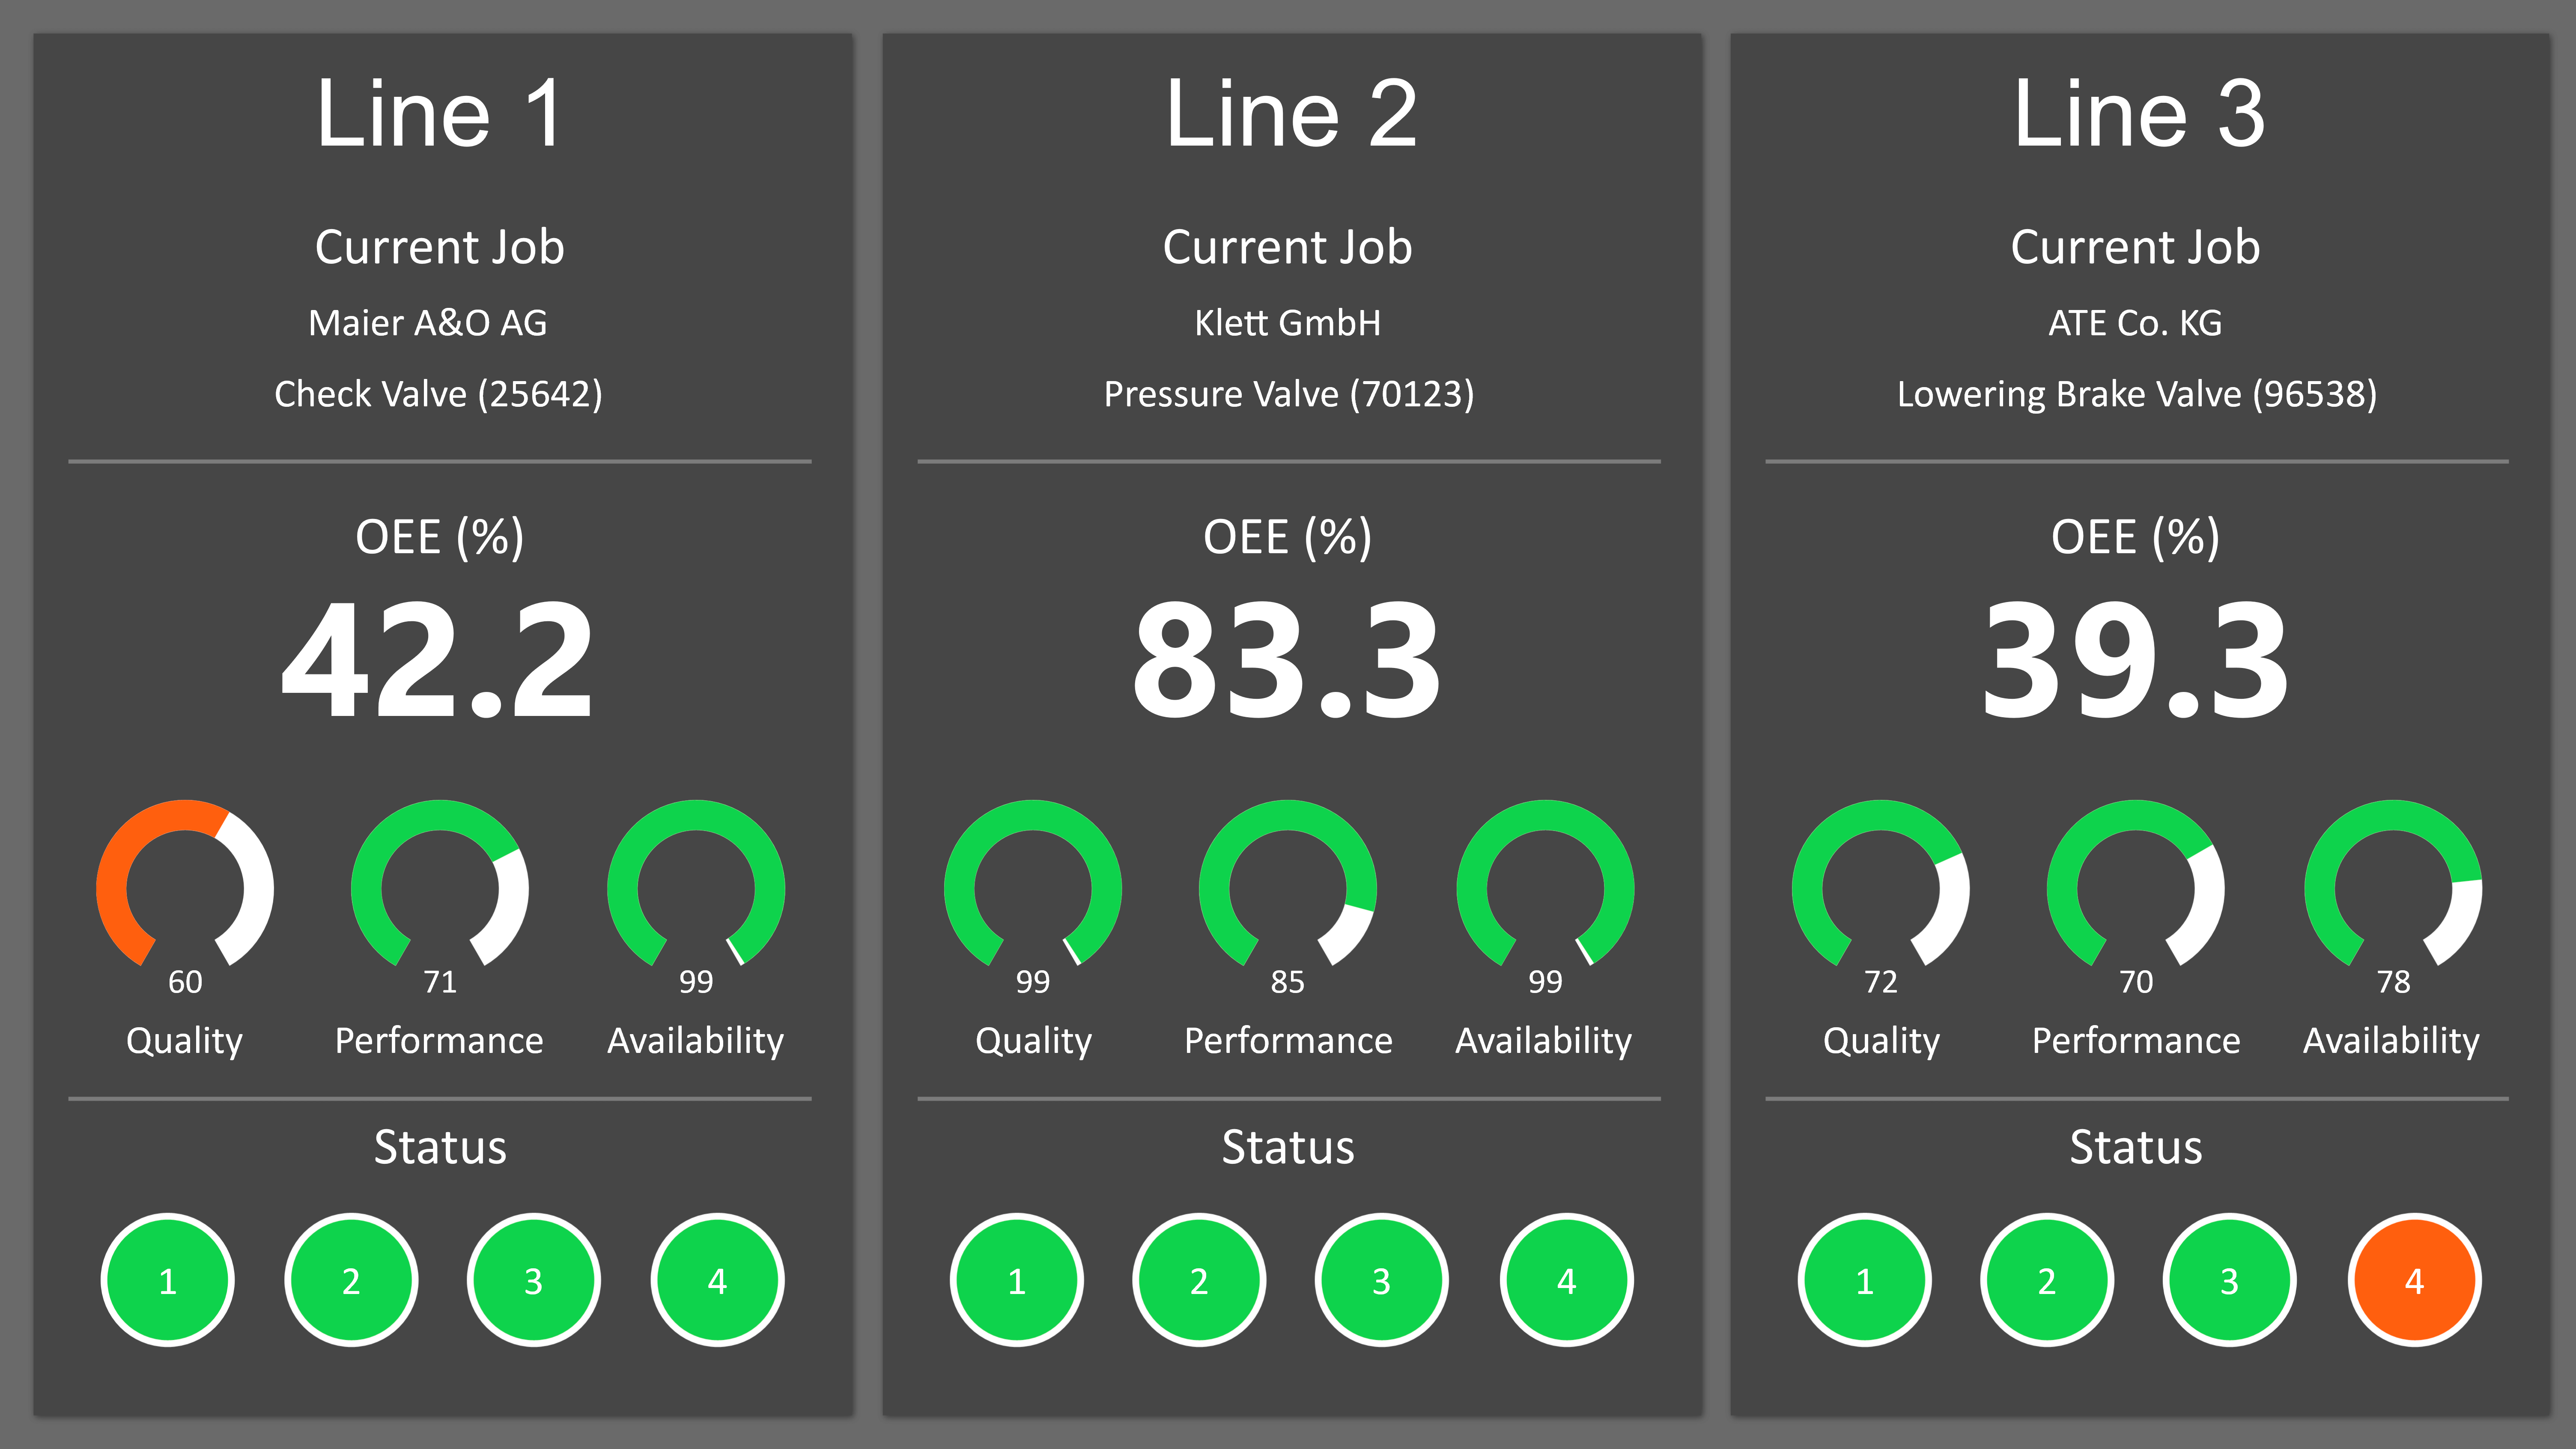 Line 1
Current Job
Maier A&O AG
Check Valve (25642)
OEE (%)
42.2
60 71 99
Quality Performance Availability
Status
1 2 3 4
Line 2
Current Job
Klett GmbH
Pressure Valve (70123)
OEE (%)
83.3
99 85 99
Quality Performance Availability
Status
1 2 3 4
Line 3
Current Job
ATE Co. KG
Lowering Brake Valve (96538)
OEE (%)
39.3
72 70 78
Quality Performance Availability
Status
1 2 3 4